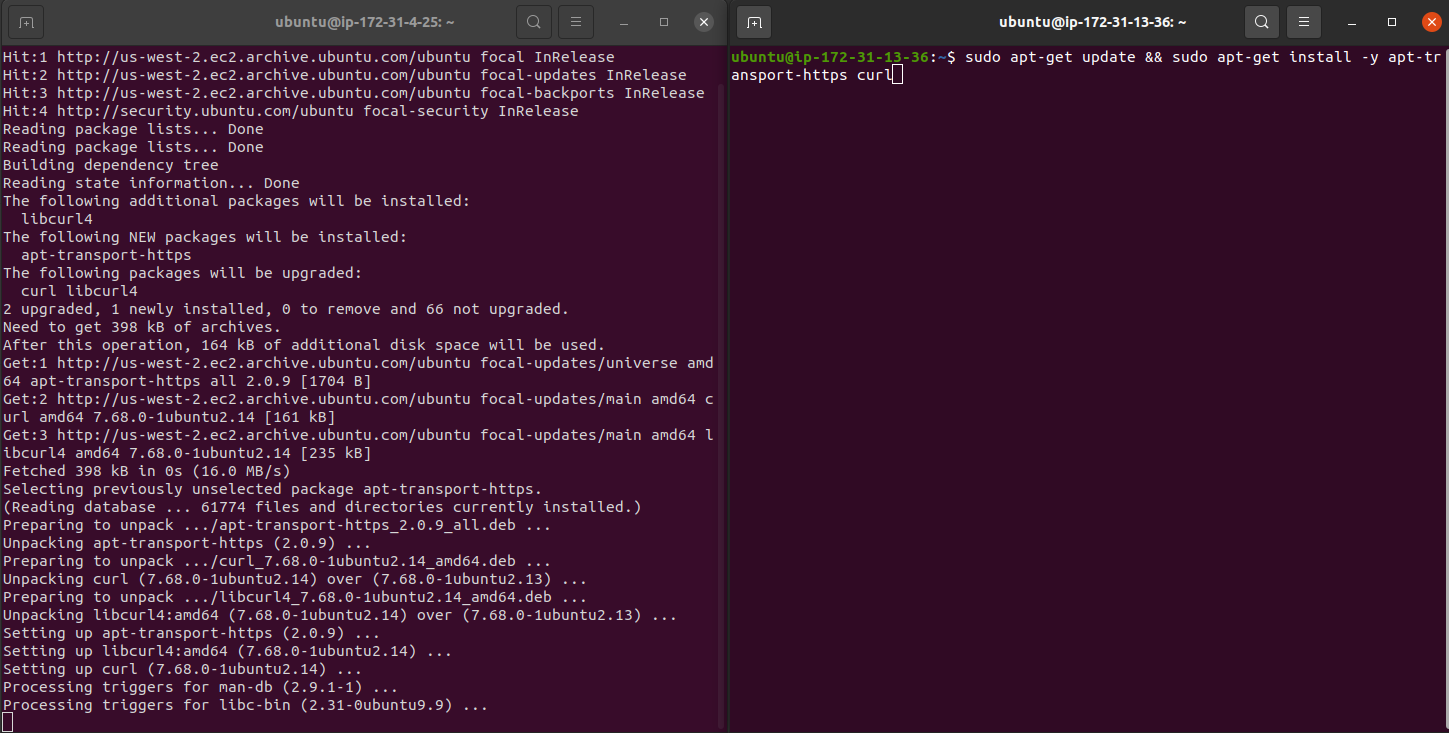 ubuntu@ip-172-31-4-25: ~
Hit:1 http://us-west-2.ec2.archive.ubuntu.com/ubuntu focal InRelease
Hit:2 http://us-west-2.ec2.archive.ubuntu.com/ubuntu focal-updates InRelease
Hit:3 http://us-west-2.ec2.archive.ubuntu.com/ubuntu focal-backports InRelease
Hit:4 http://security.ubuntu.com/ubuntu focal-security InRelease
Reading package lists... Done
Reading package lists... Done
Building dependency tree
Reading state information... Done
The following additional packages will be installed:
  libcurl4
The following NEW packages will be installed:
  apt-transport-https
The following packages will be upgraded:
  curl libcurl4
2 upgraded, 1 newly installed, 0 to remove and 66 not upgraded.
Need to get 398 kB of archives.
After this operation, 164 kB of additional disk space will be used.
Get:1 http://us-west-2.ec2.archive.ubuntu.com/ubuntu focal-updates/universe amd
64 apt-transport-https all 2.0.9 [1704 B]
Get:2 http://us-west-2.ec2.archive.ubuntu.com/ubuntu focal-updates/main amd64 c
url amd64 7.68.0-1ubuntu2.14 [161 kB]
Get:3 http://us-west-2.ec2.archive.ubuntu.com/ubuntu focal-updates/main amd64 l
ibcurl4 amd64 7.68.0-1ubuntu2.14 [235 kB]
Fetched 398 kB in 0s (16.0 MB/s)
Selecting previously unselected package apt-transport-https.
(Reading database ... 61774 files and directories currently installed.)
Preparing to unpack .../apt-transport-https_2.0.9_all.deb ...
Unpacking apt-transport-https (2.0.9) ...
Preparing to unpack .../curl_7.68.0-1ubuntu2.14_amd64.deb ...
Unpacking curl (7.68.0-1ubuntu2.14) over (7.68.0-1ubuntu2.13) ...
Preparing to unpack .../libcurl4_7.68.0-1ubuntu2.14_amd64.deb ...
Unpacking libcurl4:amd64 (7.68.0-1ubuntu2.14) over (7.68.0-1ubuntu2.13) ...
Setting up apt-transport-https (2.0.9) ...
Setting up libcurl4:amd64 (7.68.0-1ubuntu2.14) ...
Setting up curl (7.68.0-1ubuntu2.14) ...
Processing triggers for man-db (2.9.1-1) ...
Processing triggers for libc-bin (2.31-0ubuntu9.9) ...
ubuntu@ip-172-31-13-36: ~
ubuntu@ip-172-31-13-36:~$ sudo apt-get update && sudo apt-get install -y apt-tr
ansport-https curl